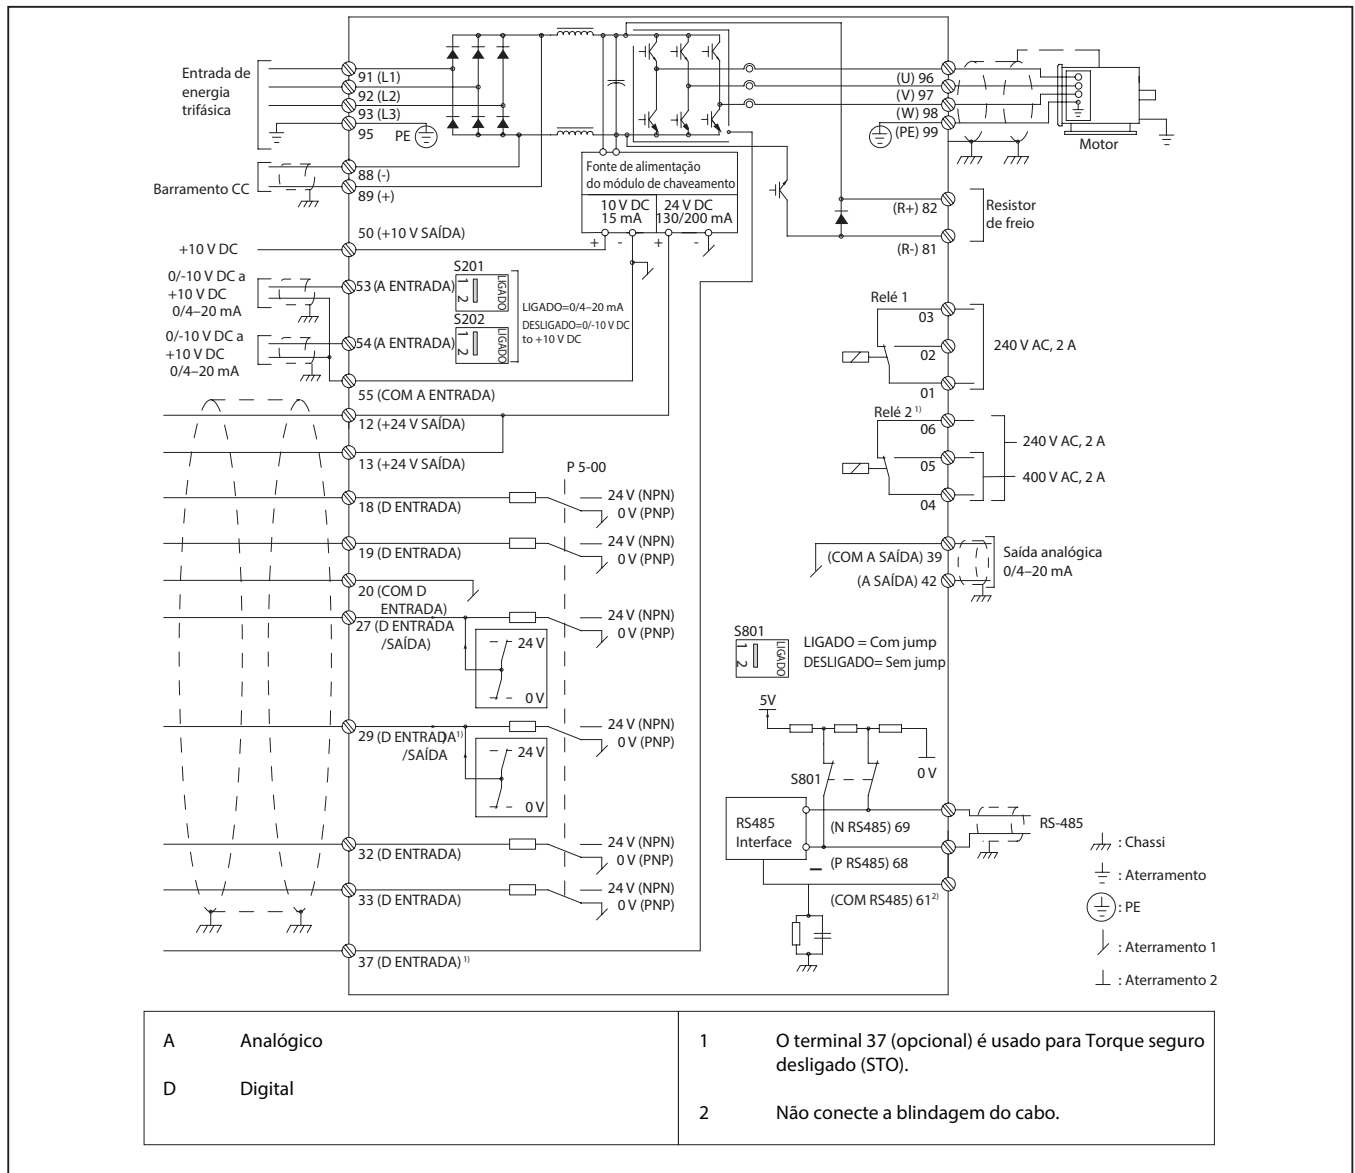 Entrada de
energia
trifásica
91 (L1)
92 (L2)
93 (L3)
95
PE
Barramento CC
88 (-)
89 (+)
50 (+10 V SAÍDA)
+10 V DC
0/-10 V DC a
+10 V DC
0/4–20 mA
53 (A ENTRADA)
0/-10 V DC a
+10 V DC
0/4–20 mA
54 (A ENTRADA)
55 (COM A ENTRADA)
12 (+24 V SAÍDA)
13 (+24 V SAÍDA)
18 (D ENTRADA)
19 (D ENTRADA)
20 (COM D
ENTRADA)
27 (D ENTRADA
/SAÍDA)
29 (D ENTRADA 1)
/SAÍDA
32 (D ENTRADA)
33 (D ENTRADA)
37 (D ENTRADA) 1)
Fonte de alimentação
do módulo de chaveamento
10 V DC
15 mA
24 V DC
130/200 mA
+ - + -
S201
1 2
LIGADO
S202
1 2
LIGADO
LIGADO=0/4–20 mA
DESLIGADO=0/-10 V DC
to +10 V DC
P 5-00
24 V (NPN)
0 V (PNP)
24 V (NPN)
0 V (PNP)
24 V (NPN)
0 V (PNP)
24 V
0 V
24 V (NPN)
0 V (PNP)
24 V
0 V
24 V (NPN)
0 V (PNP)
24 V (NPN)
0 V (PNP)
(U) 96
(V) 97
(W) 98
(PE) 99
Motor
(R+) 82
(R-) 81
Resistor
de freio
Relé 1
03
02
01
240 V AC, 2 A
Relé 2 1)
06
05
04
240 V AC, 2 A
400 V AC, 2 A
(COM A SAÍDA) 39
(A SAÍDA) 42
Saída analógica
0/4–20 mA
S801
1 2
LIGADO
LIGADO = Com jump
DESLIGADO= Sem jump
5V
S801
0 V
RS485
Interface
(N RS485) 69
(P RS485) 68
(COM RS485) 61 2)
RS-485
: Chassi
: Aterramento
: PE
: Aterramento 1
: Aterramento 2
A Analógico
D Digital
1 O terminal 37 (opcional) é usado para Torque seguro
desligado (STO).
2 Não conecte a blindagem do cabo.